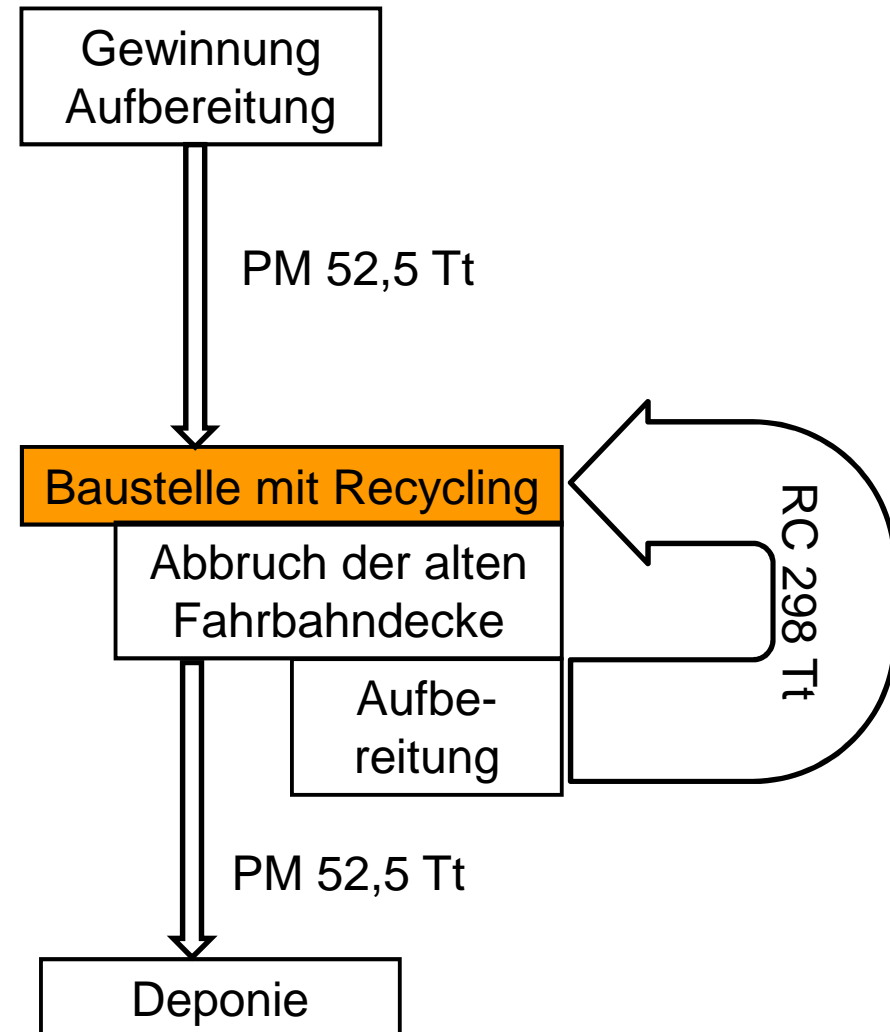 Gewinnung
Aufbereitung
PM 52,5 Tt
Baustelle mit Recycling
Abbruch der alten
Fahrbahndecke
RC 298 Tt
Aufbe-
reitung
PM 52,5 Tt
Deponie